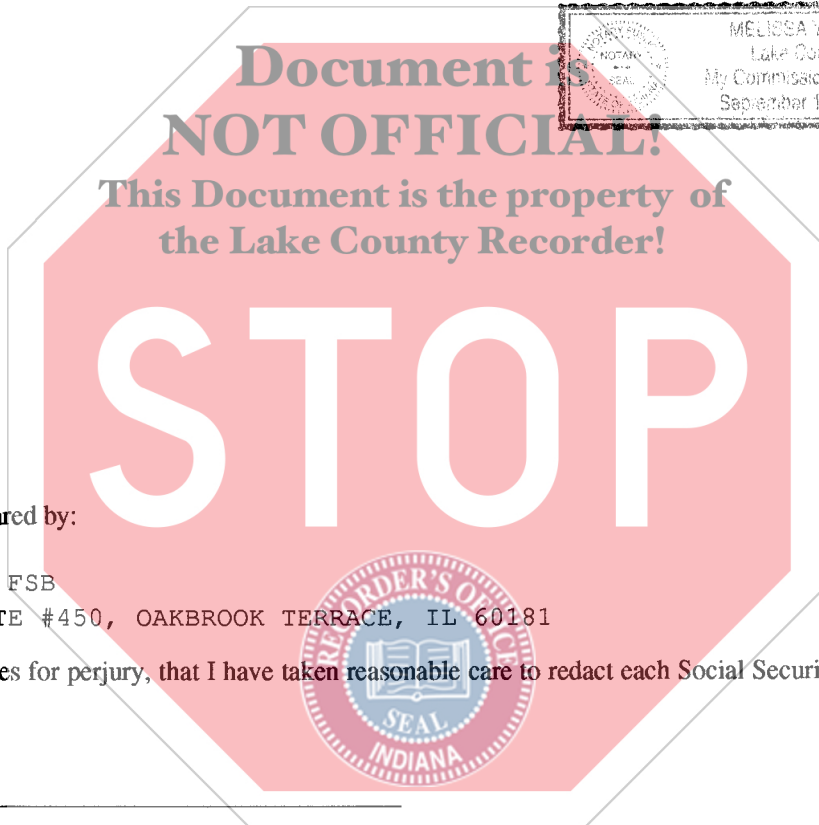 MELISSA
Document is
NOTARY
SEAL
Lake
My
September 1
NOT OFFICIAL!
This Document is the property of
the Lake County Recorder!
STOP
ared by:
FSB
TE #450, OAKBROOK TERRACE, IL 60181
RECORDER'S OFFICE
es for perjury, that I have taken reasonable care to redact each Social Securi
SEAL
INDIANA